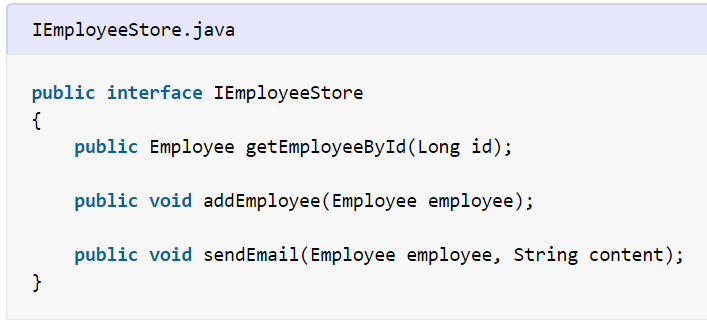 IEmployeeStore.java
public interface IEmployeeStore
{
    public Employee getEmployeeById(Long id);
    public void addEmployee(Employee employee);
    public void sendEmail(Employee employee, String content);
}